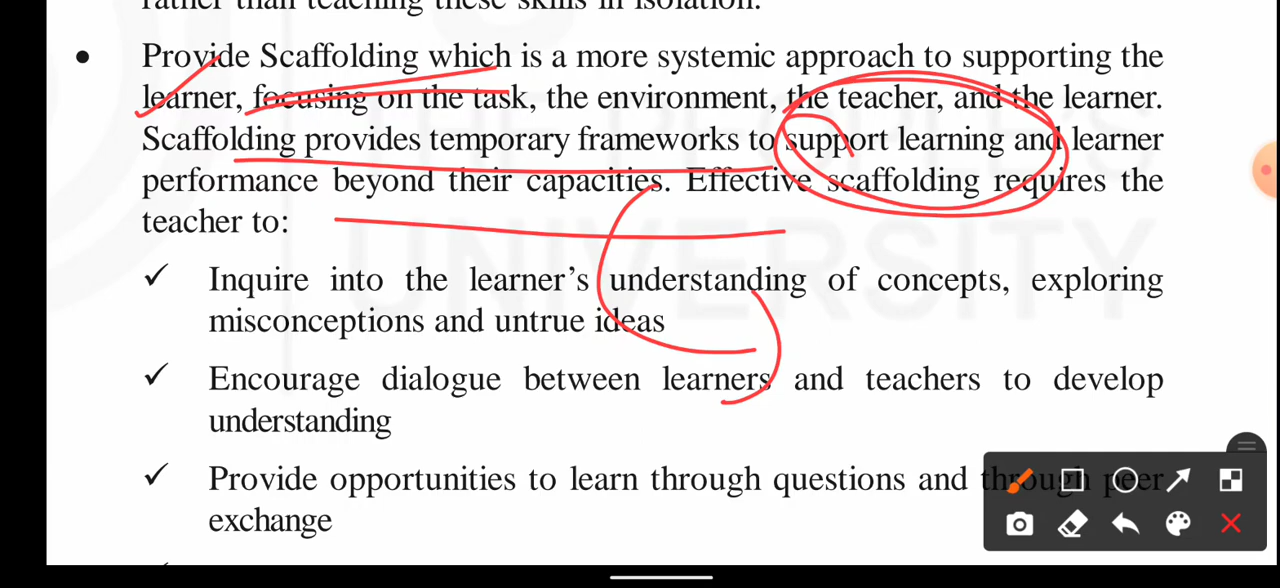 rather than teaching these skills in isolation.
• Provide Scaffolding which is a more systemic approach to supporting the
learner, focusing on the task, the environment, the teacher, and the learner.
Scaffolding provides temporary frameworks to support learning and learner
performance beyond their capacities. Effective scaffolding requires the
teacher to:
✓ Inquire into the learner's understanding of concepts, exploring
misconceptions and untrue ideas
✓ Encourage dialogue between learners and teachers to develop
understanding
✓ Provide opportunities to learn through questions and through peer
exchange
UNIVERSITY